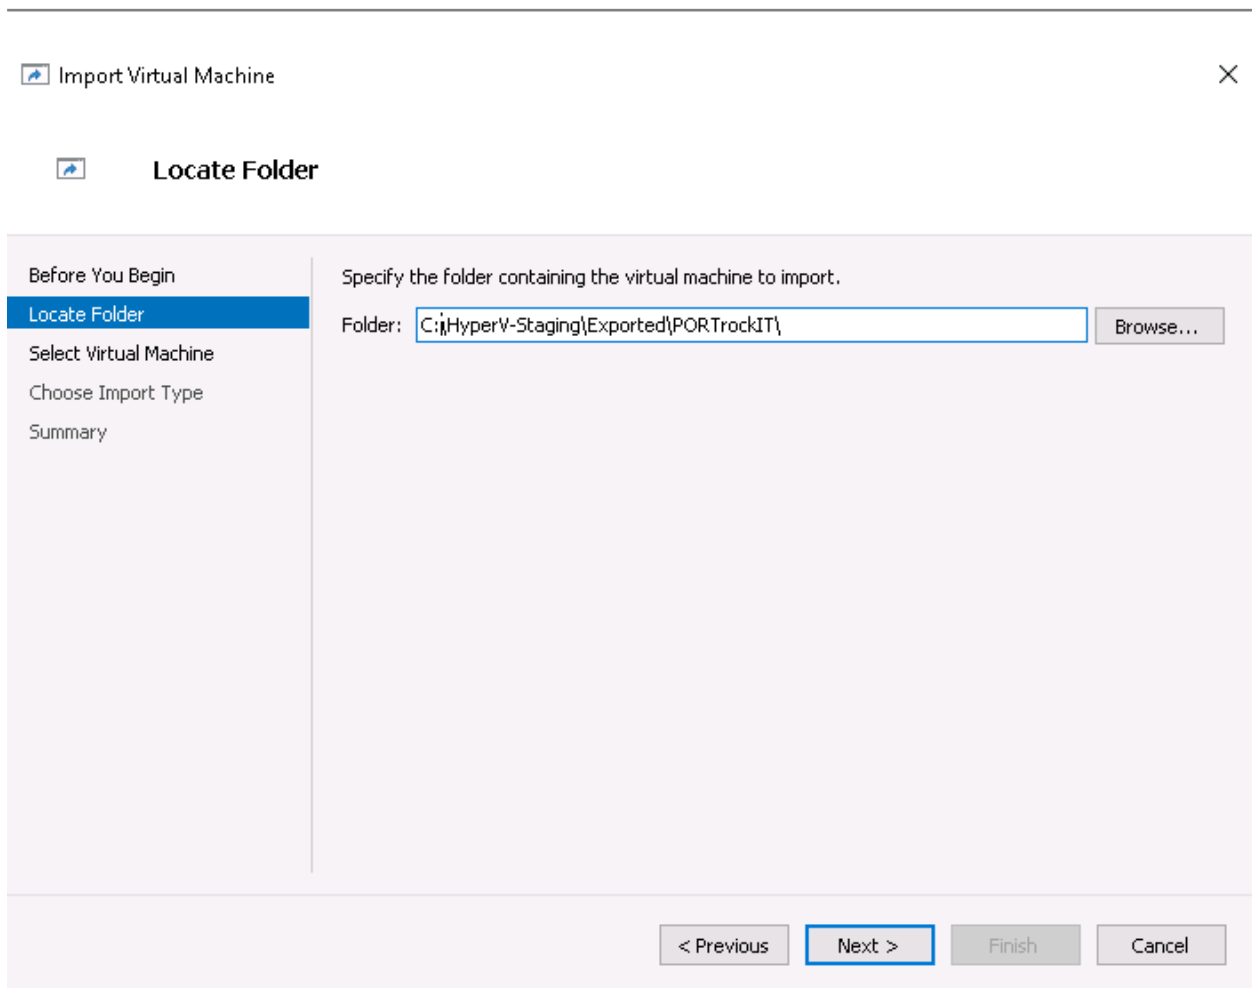 Import Virtual Machine
Locate Folder
Before You Begin
Locate Folder
Select Virtual Machine
Choose Import Type
Summary
Specify the folder containing the virtual machine to import.
Folder: C:\HyperV-Staging\Exported\PORTrockIT\ Browse...
< Previous Next > Finish Cancel